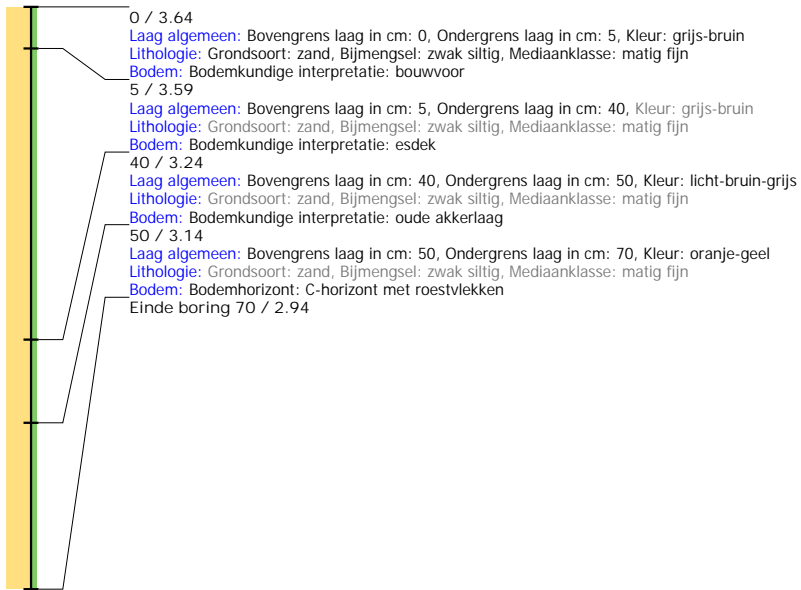 0 / 3.64
Laag algemeen: Bovengrens laag in cm: 0, Ondergrens laag in cm: 5, Kleur: grijs-bruin
Lithologie: Grondsoort: zand, Bijmengsel: zwak siltig, Mediaanklasse: matig fijn
Bodem: Bodemkundige interpretatie: bouwvoor
5 / 3.59
Laag algemeen: Bovengrens laag in cm: 5, Ondergrens laag in cm: 40, Kleur: grijs-bruin
Lithologie: Grondsoort: zand, Bijmengsel: zwak siltig, Mediaanklasse: matig fijn
Bodem: Bodemkundige interpretatie: esdek
40 / 3.24
Laag algemeen: Bovengrens laag in cm: 40, Ondergrens laag in cm: 50, Kleur: licht-bruin-grijs
Lithologie: Grondsoort: zand, Bijmengsel: zwak siltig, Mediaanklasse: matig fijn
Bodem: Bodemkundige interpretatie: oude akkerlaag
50 / 3.14
Laag algemeen: Bovengrens laag in cm: 50, Ondergrens laag in cm: 70, Kleur: oranje-geel
Lithologie: Grondsoort: zand, Bijmengsel: zwak siltig, Mediaanklasse: matig fijn
Bodem: Bodemhorizont: C-horizont met roestvlekken
Einde boring 70 / 2.94